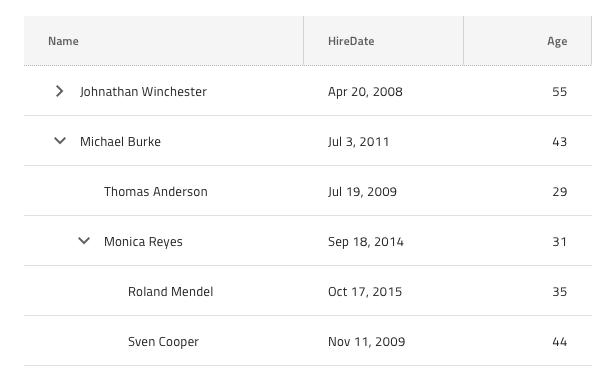 Name HireDate Age
Johnathan Winchester Apr 20, 2008 55
Michael Burke Jul 3, 2011 43
Thomas Anderson Jul 19, 2009 29
Monica Reyes Sep 18, 2014 31
Roland Mendel Oct 17, 2015 35
Sven Cooper Nov 11, 2009 44